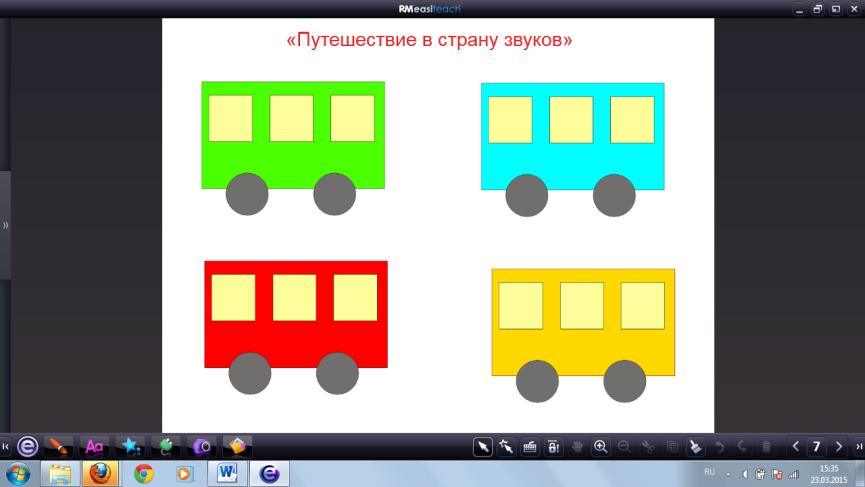 RMeasiteach
«Путешествие в страну звуков»
Aa
7
W
RU
15:35
23.03.2015